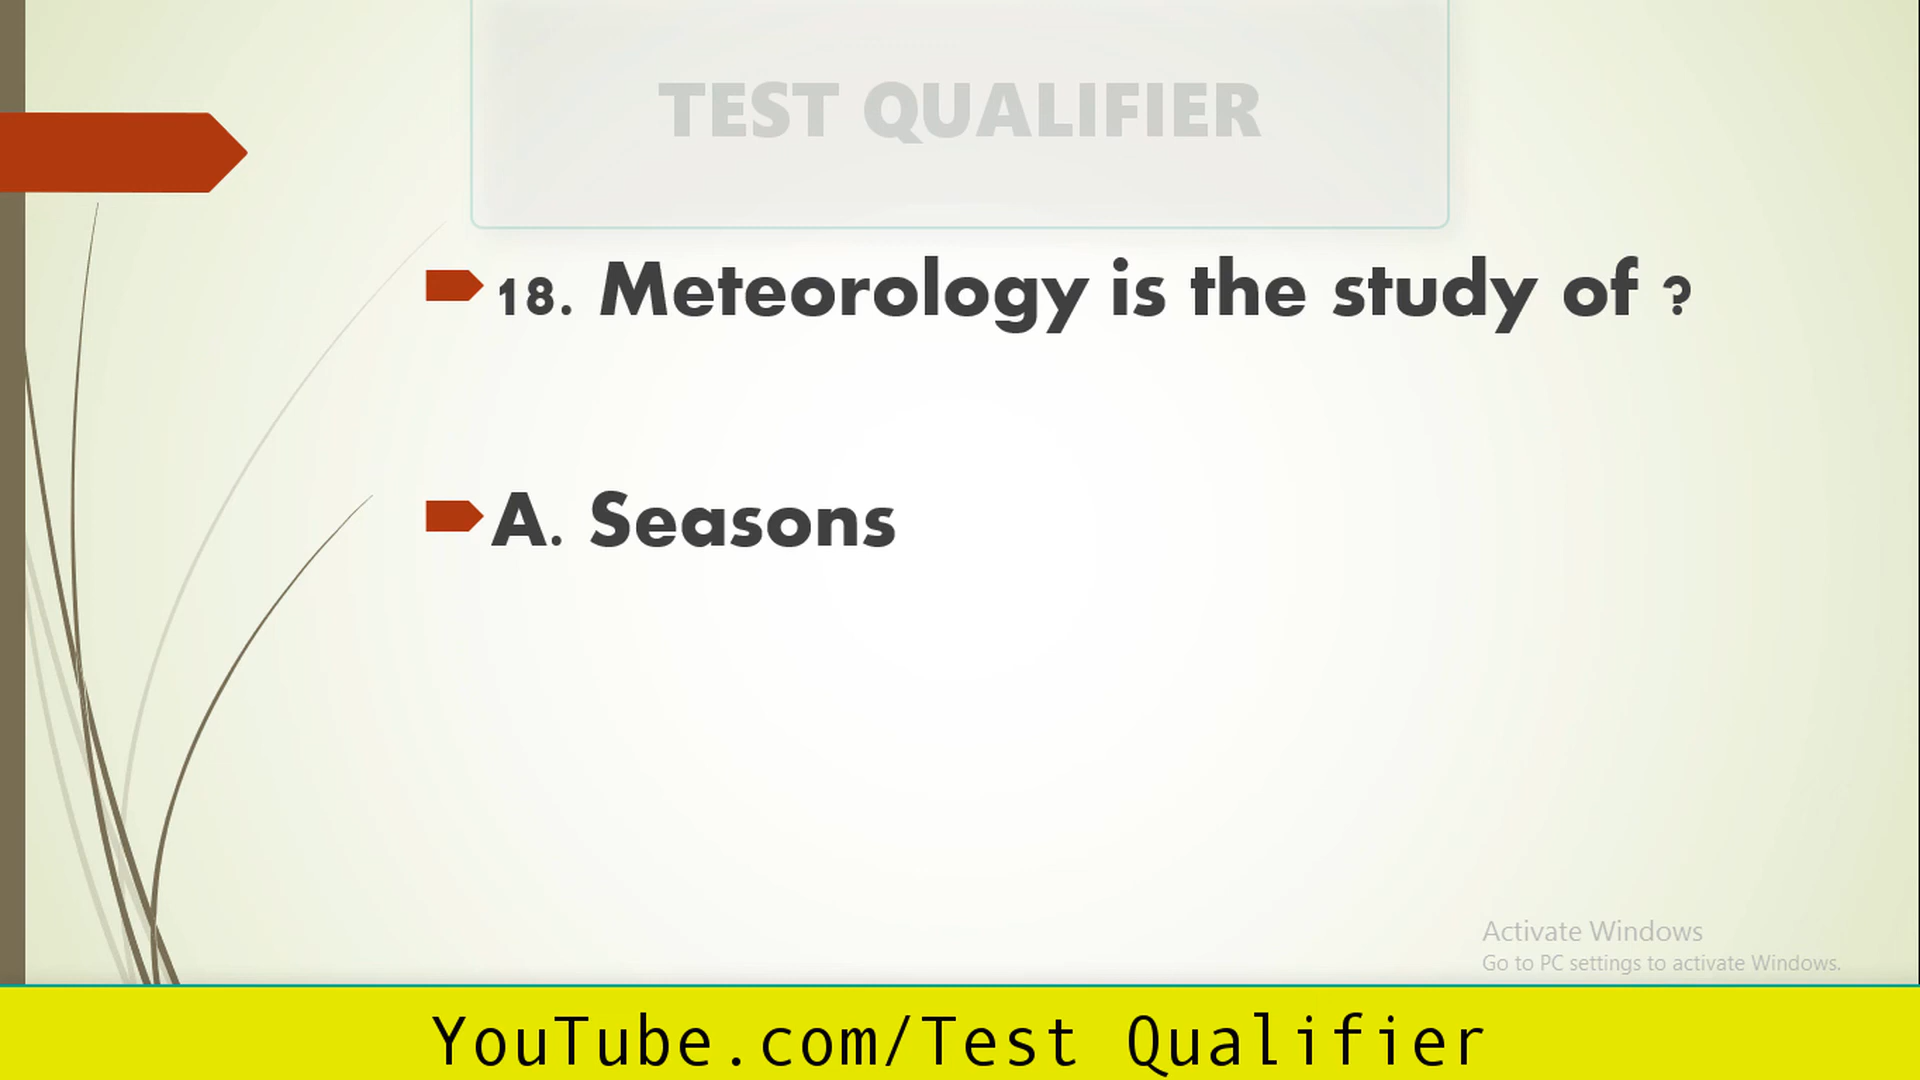 TEST QUALIFIER
18. Meteorology is the study of ?
A. Seasons
Activate Windows
Go to PC settings to activate Windows.
YouTube.com/Test Qualifier